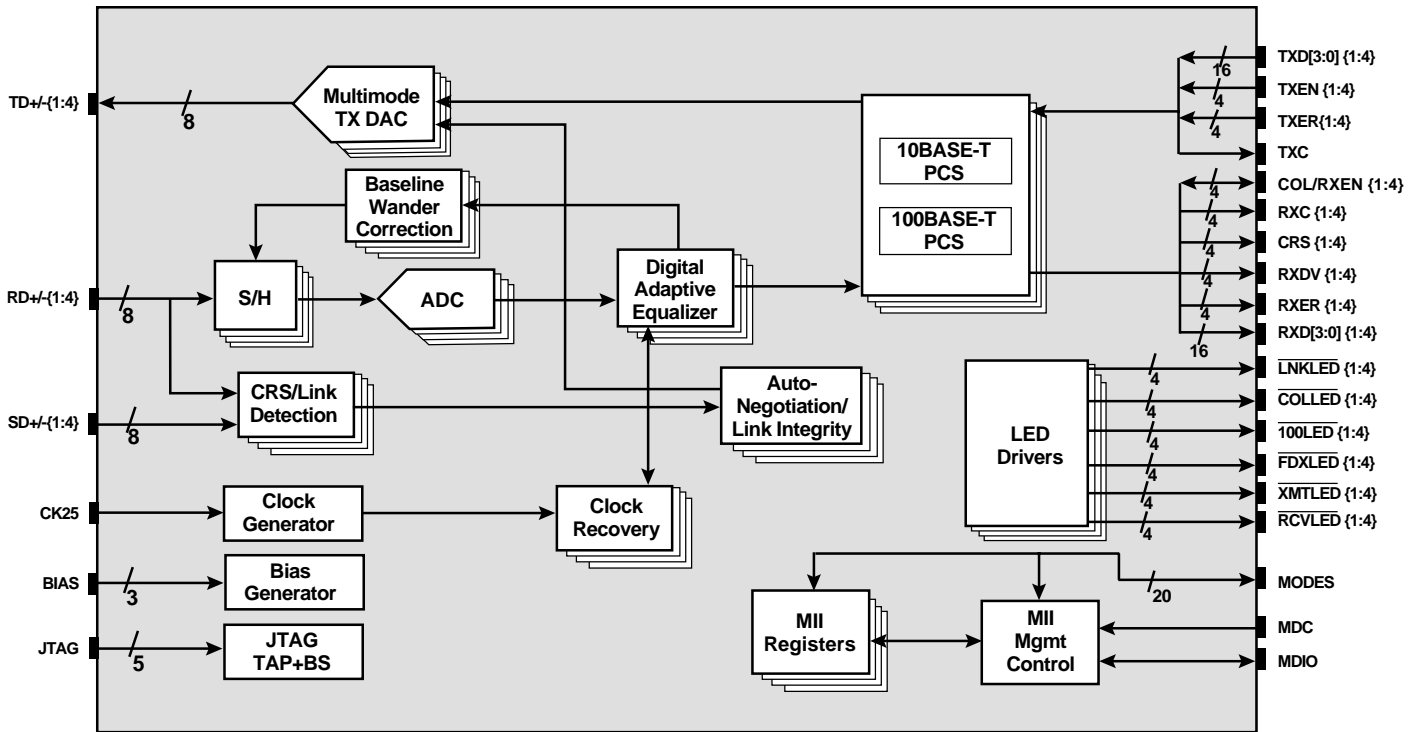 TD+/-{1:4}
8
RD+/-{1:4}
8
SD+/-{1:4}
8
CK25
BIAS
3
JTAG
5
Multimode
TX DAC
Baseline
Wander
Correction
S/H
ADC
Digital
Adaptive
Equalizer
CRS/Link
Detection
Auto-
Negotiation/
Link Integrity
Clock
Generator
Clock
Recovery
Bias
Generator
JTAG
TAP+BS
10BASE-T
PCS
100BASE-T
PCS
LED
Drivers
MII
Registers
MII
Mgmt
Control
16
TXD[3:0] {1:4}
4
TXEN {1:4}
4
TXER{1:4}
TXC
4
COL/RXEN {1:4}
4
RXC {1:4}
4
CRS {1:4}
4
RXDV {1:4}
4
RXER {1:4}
16
RXD[3:0] {1:4}
4
LNKLED {1:4}
4
COLLED {1:4}
4
100LED {1:4}
4
FDXLED {1:4}
4
XMTLED {1:4}
4
RCVLED {1:4}
20
MODES
MDC
MDIO